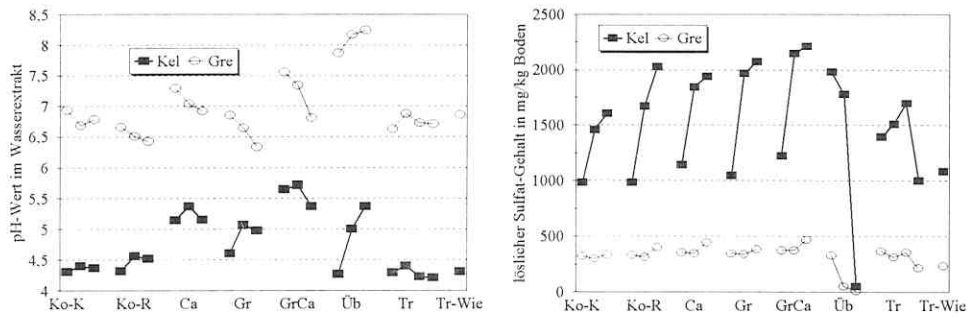 8.5
8
7.5
7
6.5
6
5.5
5
4.5
4
pH-Wert im Wasserextrakt
Kel Gre
Ko-K Ko-R Ca Gr GrCa Üb Tr Tr-Wie
2500
2000
1500
1000
500
0
löslicher Sulfat-Gehalt in mg/kg Boden
Kel Gre
Ko-K Ko-R Ca Gr GrCa Üb Tr Tr-Wie